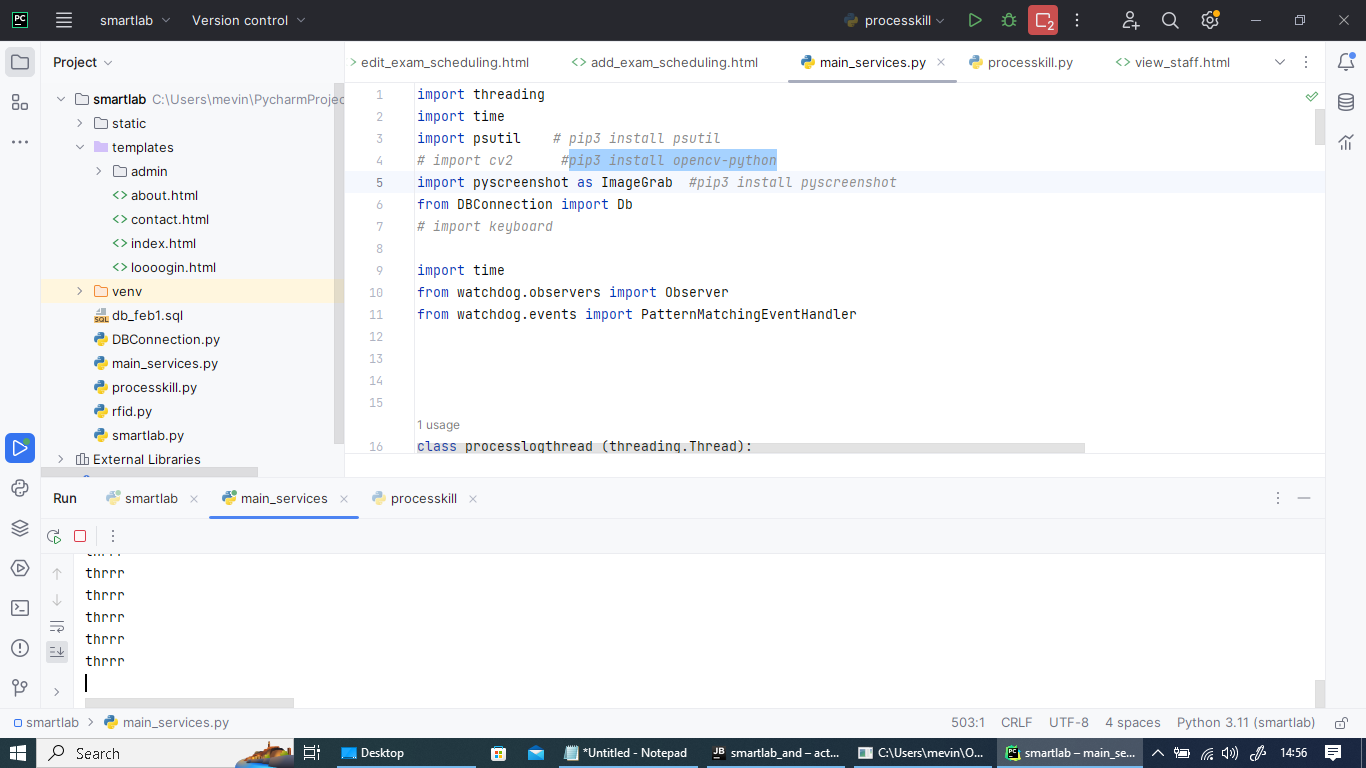 PC smartlab Version control processkill 2
Project
edit_exam_scheduling.html add_exam_scheduling.html main_services.py processkill.py view_staff.html
smartlab C:\Users\mevin\PycharmProjec
static
templates
admin
about.html
contact.html
index.html
loooogin.html
venv
SQL db_feb1.sql
DBConnection.py
main_services.py
processkill.py
rfid.py
smartlab.py
External Libraries
1 import threading
2 import time
3 import psutil # pip3 install psutil
4 # import cv2 #pip3 install opencv-python
5 import pyscreenshot as ImageGrab #pip3 install pyscreenshot
6 from DBConnection import Db
7 # import keyboard
8
9 import time
10 from watchdog.observers import Observer
11 from watchdog.events import PatternMatchingEventHandler
12
13
14
15
1 usage
16 class processlogthread (threading.Thread):
Run smartlab main_services processkill
thrrr
thrrr
thrrr
thrrr
thrrr
thrrr
smartlab > main_services.py 503:1 CRLF UTF-8 4 spaces Python 3.11 (smartlab)
Search Desktop *Untitled - Notepad JB smartlab_and – act... C:\Users\mevin\O... PC smartlab – main_se... 14:56